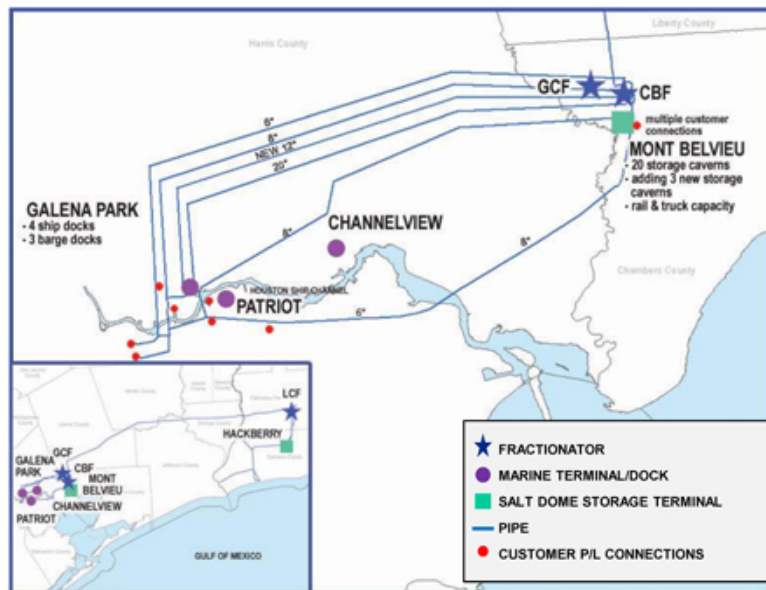 Liberty County
Harris County
GCF
CBF
multiple customer
connections
MONT BELVIEU
- 20 storage caverns
- adding 3 new storage
caverns
- rail & truck capacity
6"
8"
NEW 12"
20"
GALENA PARK
- 4 ship docks
- 3 barge docks
8"
CHANNELVIEW
8"
Chambers County
HOUSTON SHIP CHANNEL
PATRIOT
6"
LCF
HACKBERRY
GCF
GALENA
PARK
CBF
MONT
BELVIEU
CHANNELVIEW
PATRIOT
GULF OF MEXICO
FRACTIONATOR
MARINE TERMINAL/DOCK
SALT DOME STORAGE TERMINAL
PIPE
CUSTOMER P/L CONNECTIONS